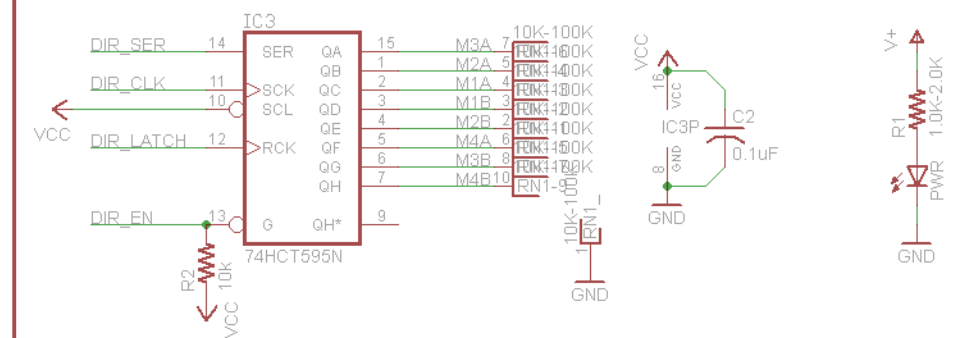 IC3
DIR_SER 14 SER QA 15 M3A 7
DIR_CLK 11 SCK QB 1 M2A 5
VCC 10 SCL QC 2 M1A 4
DIR_LATCH 12 RCK QD 3 M1B 3
QE 4 M2B 2
QF 5 M4A 6
QG 6 M3B 8
QH 7 M4B 10 RN1-9
DIR_EN 13 G QH* 9
74HCT595N
R2
10K
VCC
10K-100K
10K-100K
RN1_
1
GND
VCC
16
VCC
IC3P
GND
8
GND
C2
0.1uF
V+
R1
1.0K-2.0K
PWR
GND